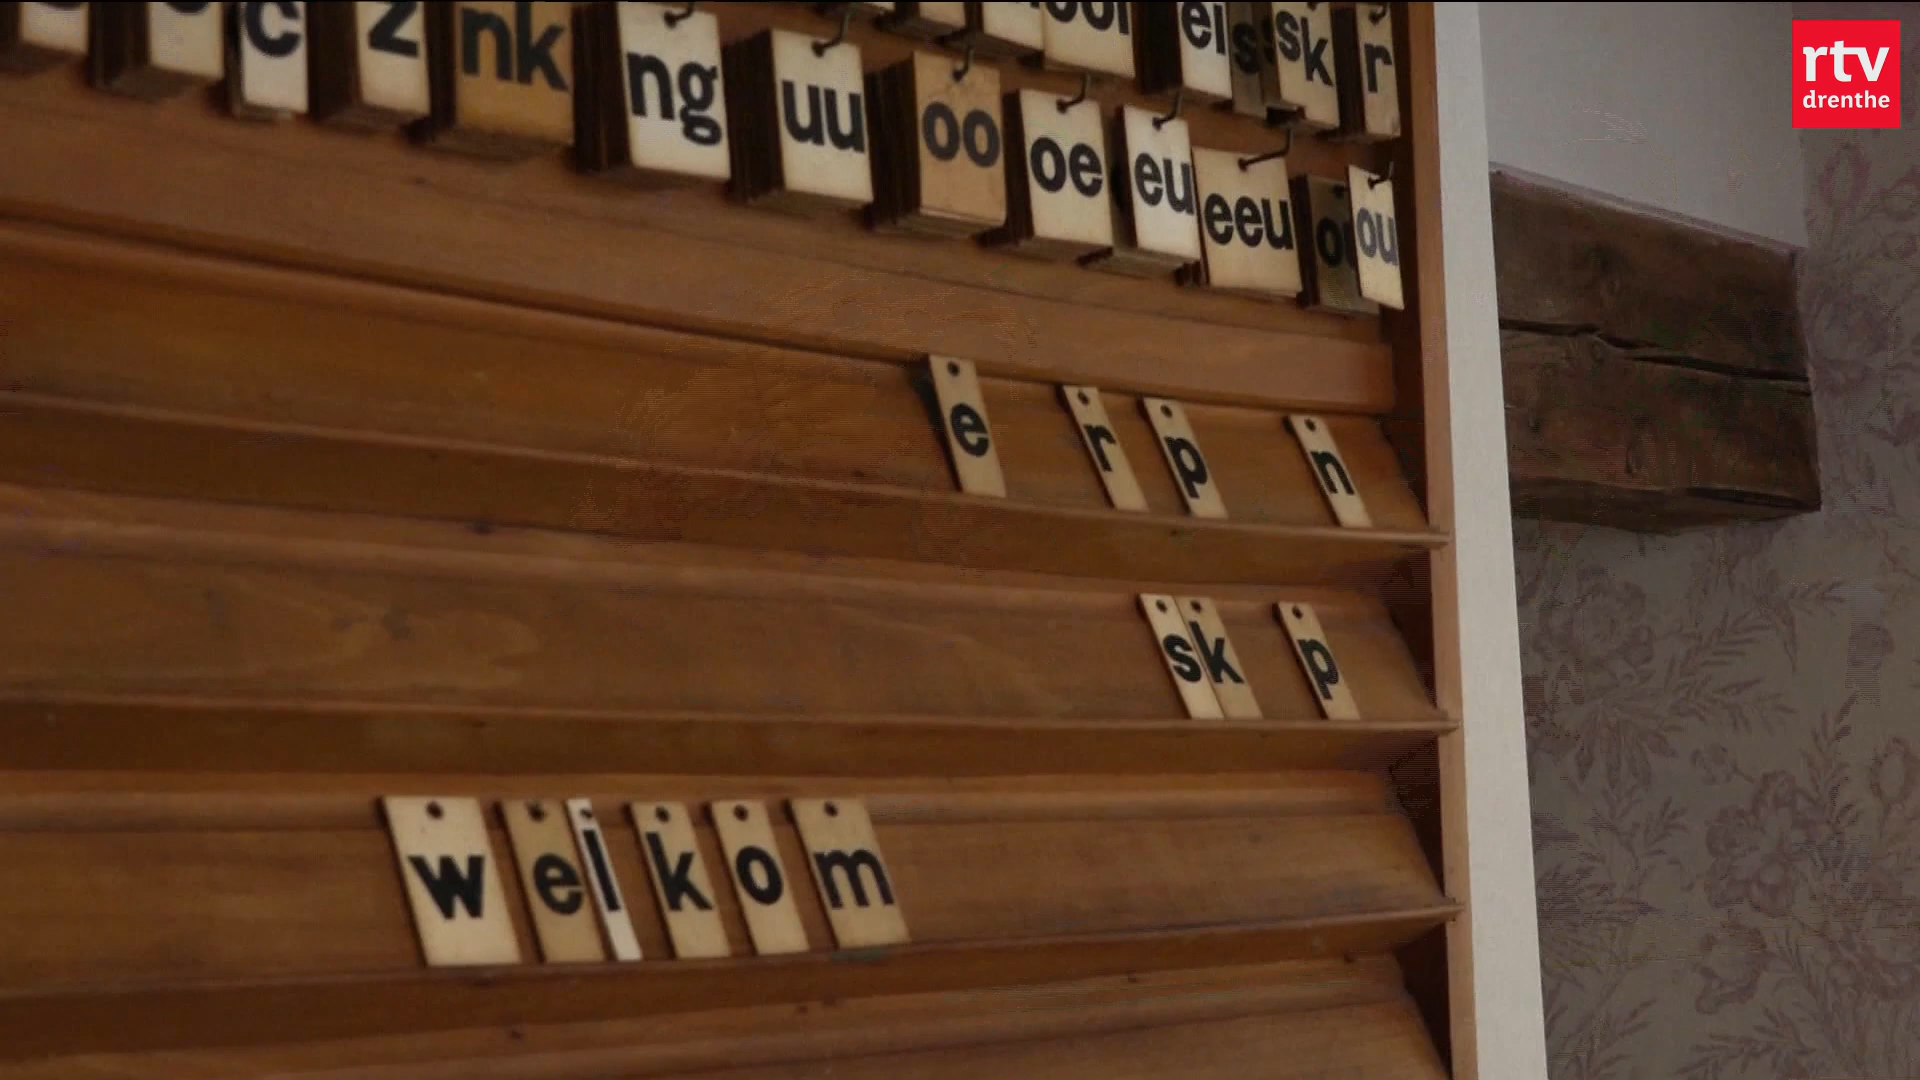 ei sk r
c z nk ng uu oo oe eu eeu ou
e r p n
sk p
welkom
rtv
drenthe